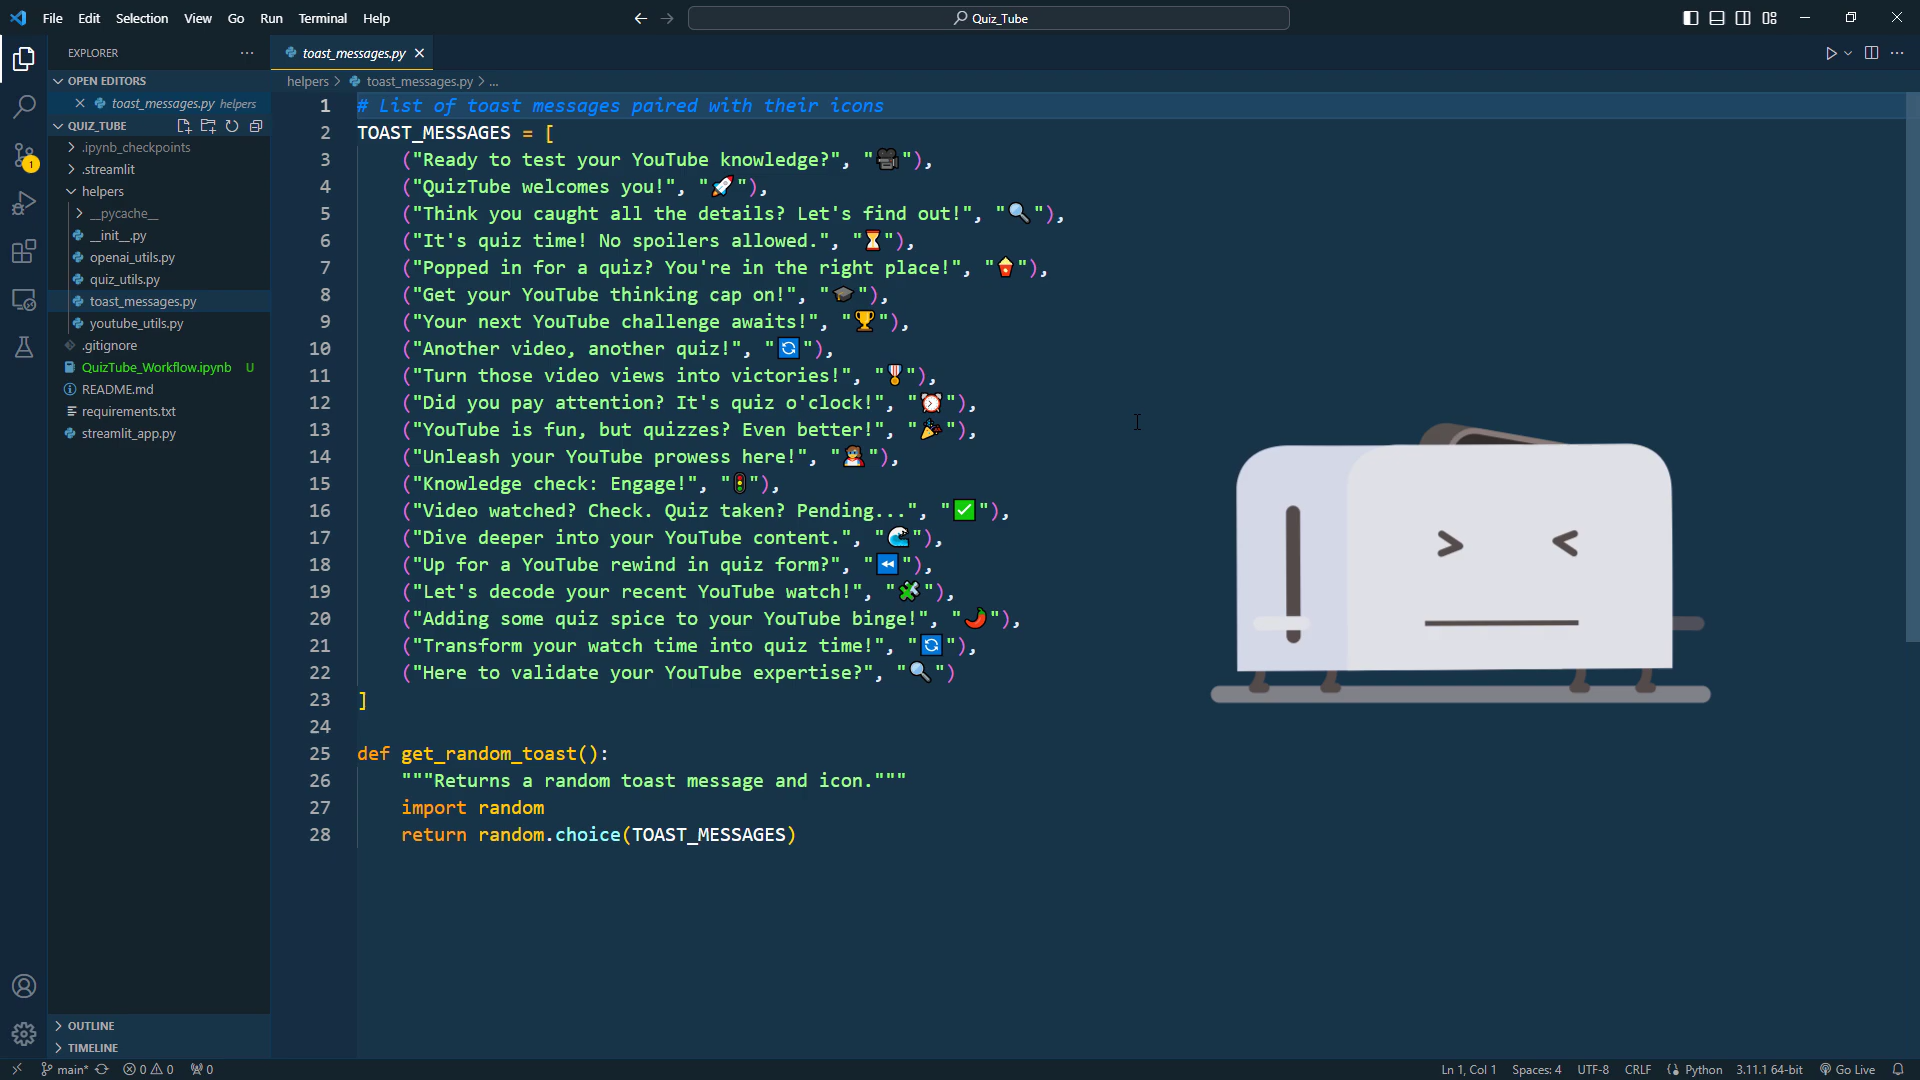 File Edit Selection View Go Run Terminal Help
Quiz_Tube
EXPLORER
toast_messages.py
OPEN EDITORS
toast_messages.py helpers
QUIZ_TUBE
.ipynb_checkpoints
.streamlit
helpers
__pycache__
__init__.py
openai_utils.py
quiz_utils.py
toast_messages.py
youtube_utils.py
.gitignore
QuizTube_Workflow.ipynb U
README.md
requirements.txt
streamlit_app.py
OUTLINE
TIMELINE
1
helpers > toast_messages.py > ...
1 # List of toast messages paired with their icons
2 TOAST_MESSAGES = [
3 ("Ready to test your YouTube knowledge?", "🎥"),
4 ("QuizTube welcomes you!", "🚀"),
5 ("Think you caught all the details? Let's find out!", "🔍"),
6 ("It's quiz time! No spoilers allowed.", "⏳"),
7 ("Popped in for a quiz? You're in the right place!", "🍿"),
8 ("Get your YouTube thinking cap on!", "🎓"),
9 ("Your next YouTube challenge awaits!", "🏆"),
10 ("Another video, another quiz!", "🔄"),
11 ("Turn those video views into victories!", "🎖"),
12 ("Did you pay attention? It's quiz o'clock!", "⏰"),
13 ("YouTube is fun, but quizzes? Even better!", "🎉"),
14 ("Unleash your YouTube prowess here!", "🦸"),
15 ("Knowledge check: Engage!", "🚦"),
16 ("Video watched? Check. Quiz taken? Pending...", "✅"),
17 ("Dive deeper into your YouTube content.", "🌊"),
18 ("Up for a YouTube rewind in quiz form?", "⏪"),
19 ("Let's decode your recent YouTube watch!", "🧩"),
20 ("Adding some quiz spice to your YouTube binge!", "🌶"),
21 ("Transform your watch time into quiz time!", "🔄"),
22 ("Here to validate your YouTube expertise?", "🔍")
23 ]
24
25 def get_random_toast():
26 """Returns a random toast message and icon."""
27 import random
28 return random.choice(TOAST_MESSAGES)
main* 0 0 0 Ln 1, Col 1 Spaces: 4 UTF-8 CRLF Python 3.11.1 64-bit Go Live